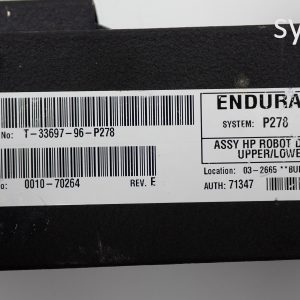 sy
ENDURA
No: T-33697-96-P278
SYSTEM: P278
ASSY HP ROBOT D
UPPER/LOWE
Location: 03-2665 **BU
o: 0010-70264 REV. E
AUTH: 71347